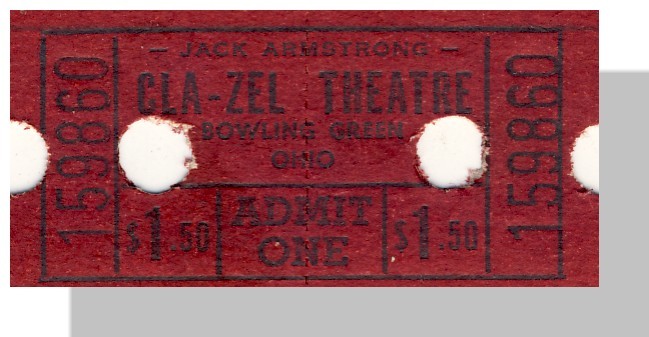 159860
— JACK ARMSTRONG —
CLA-ZEL THEATRE
BOWLING GREEN
OHIO
$1.50
ADMIT
ONE
$1.50
159860